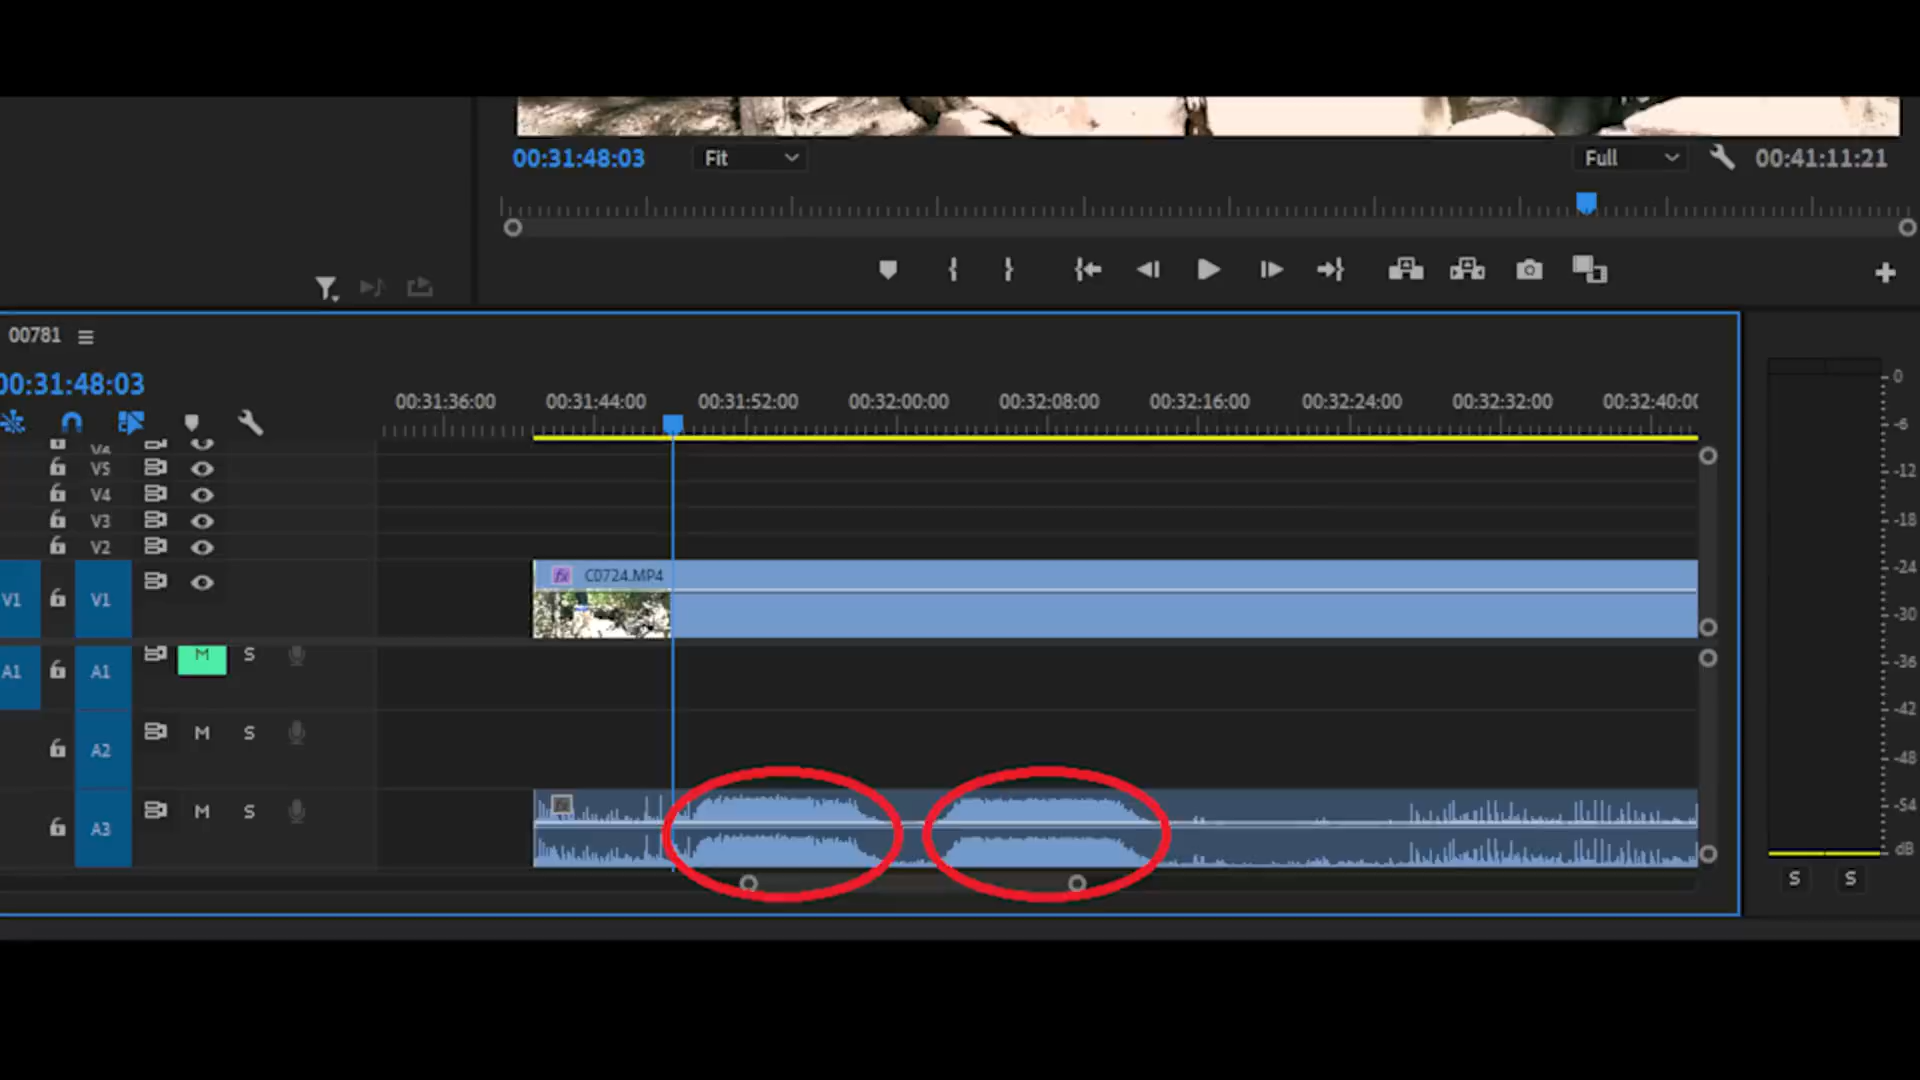 00:31:48:03 Fit Full 00:41:11:21
00781
00:31:48:03
00:31:36:00 00:31:44:00 00:31:52:00 00:32:00:00 00:32:08:00 00:32:16:00 00:32:24:00 00:32:32:00 00:32:40:00
V5
V4
V3
V2
V1 V1
fx C0724.MP4
A1 A1 M S
A2 M S
A3 M S
fx
0
-6
-12
-18
-24
-30
-36
-42
-48
-54
dB
S S